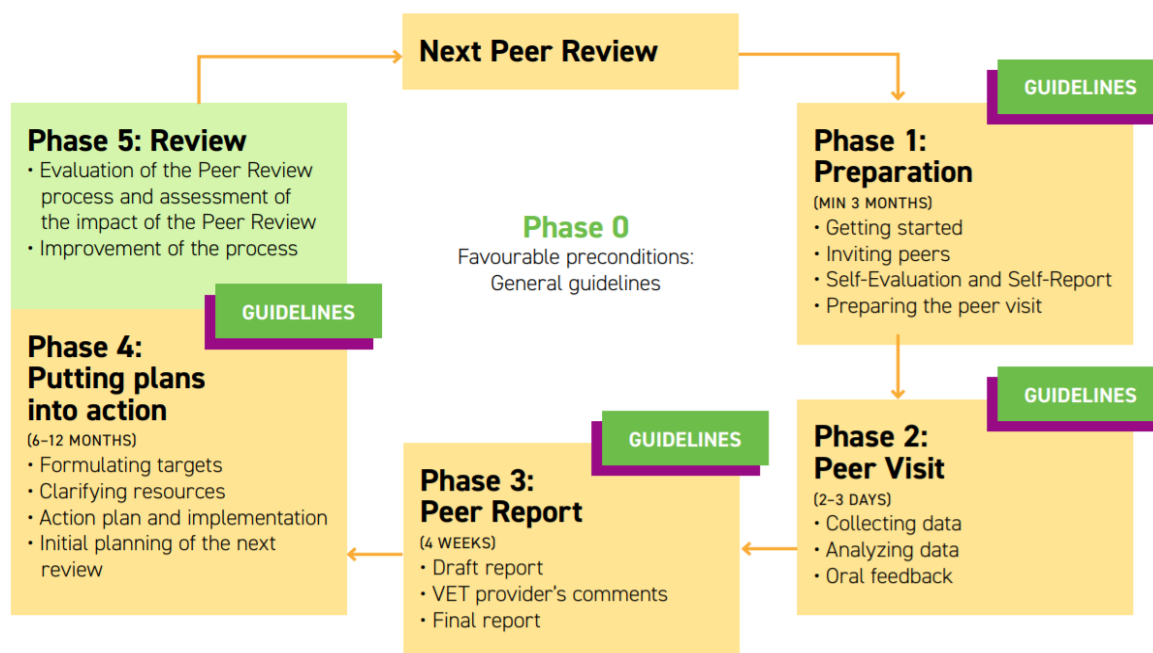 Next Peer Review
GUIDELINES
Phase 1:
Preparation
(MIN 3 MONTHS)
• Getting started
• Inviting peers
• Self-Evaluation and Self-Report
• Preparing the peer visit
GUIDELINES
Phase 2:
Peer Visit
(2–3 DAYS)
• Collecting data
• Analyzing data
• Oral feedback
GUIDELINES
Phase 3:
Peer Report
(4 WEEKS)
• Draft report
• VET provider's comments
• Final report
GUIDELINES
Phase 4:
Putting plans
into action
(6–12 MONTHS)
• Formulating targets
• Clarifying resources
• Action plan and implementation
• Initial planning of the next
review
Phase 5: Review
• Evaluation of the Peer Review
process and assessment of
the impact of the Peer Review
• Improvement of the process
Phase 0
Favourable preconditions:
General guidelines